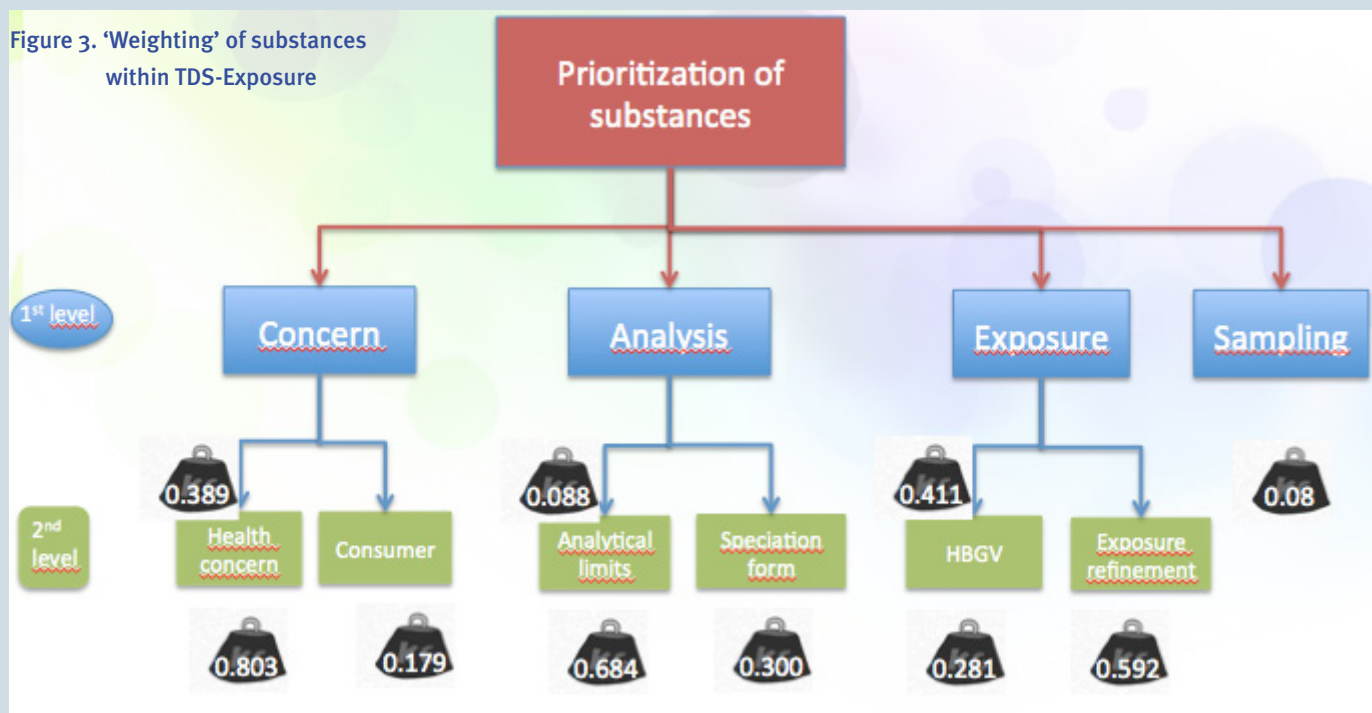 Figure 3. ‘Weighting’ of substances
within TDS-Exposure
Prioritization of
substances
1st level
Concern
Analysis
Exposure
Sampling
0.389
0.088
0.411
0.08
2nd
level
Health
concern
Consumer
Analytical
limits
Speciation
form
HBGV
Exposure
refinement
0.803
0.179
0.684
0.300
0.281
0.592